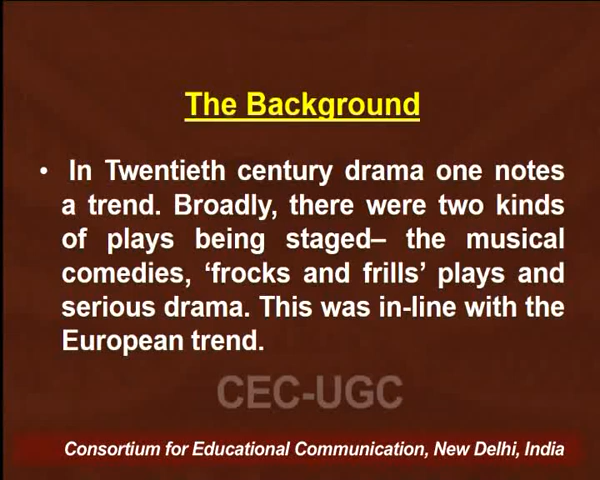 The Background
• In Twentieth century drama one notes
a trend. Broadly, there were two kinds
of plays being staged– the musical
comedies, ‘frocks and frills’ plays and
serious drama. This was in-line with the
European trend.
CEC-UGC
Consortium for Educational Communication, New Delhi, India